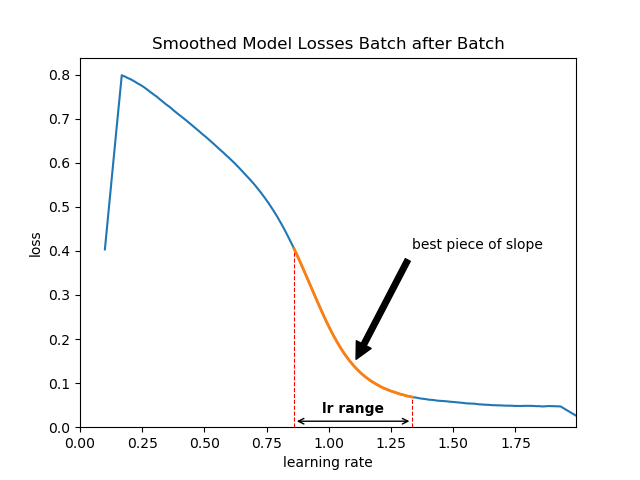 Smoothed Model Losses Batch after Batch
0.8
0.7
0.6
0.5
0.4
0.3
0.2
0.1
0.0
loss
best piece of slope
lr range
0.00 0.25 0.50 0.75 1.00 1.25 1.50 1.75
learning rate